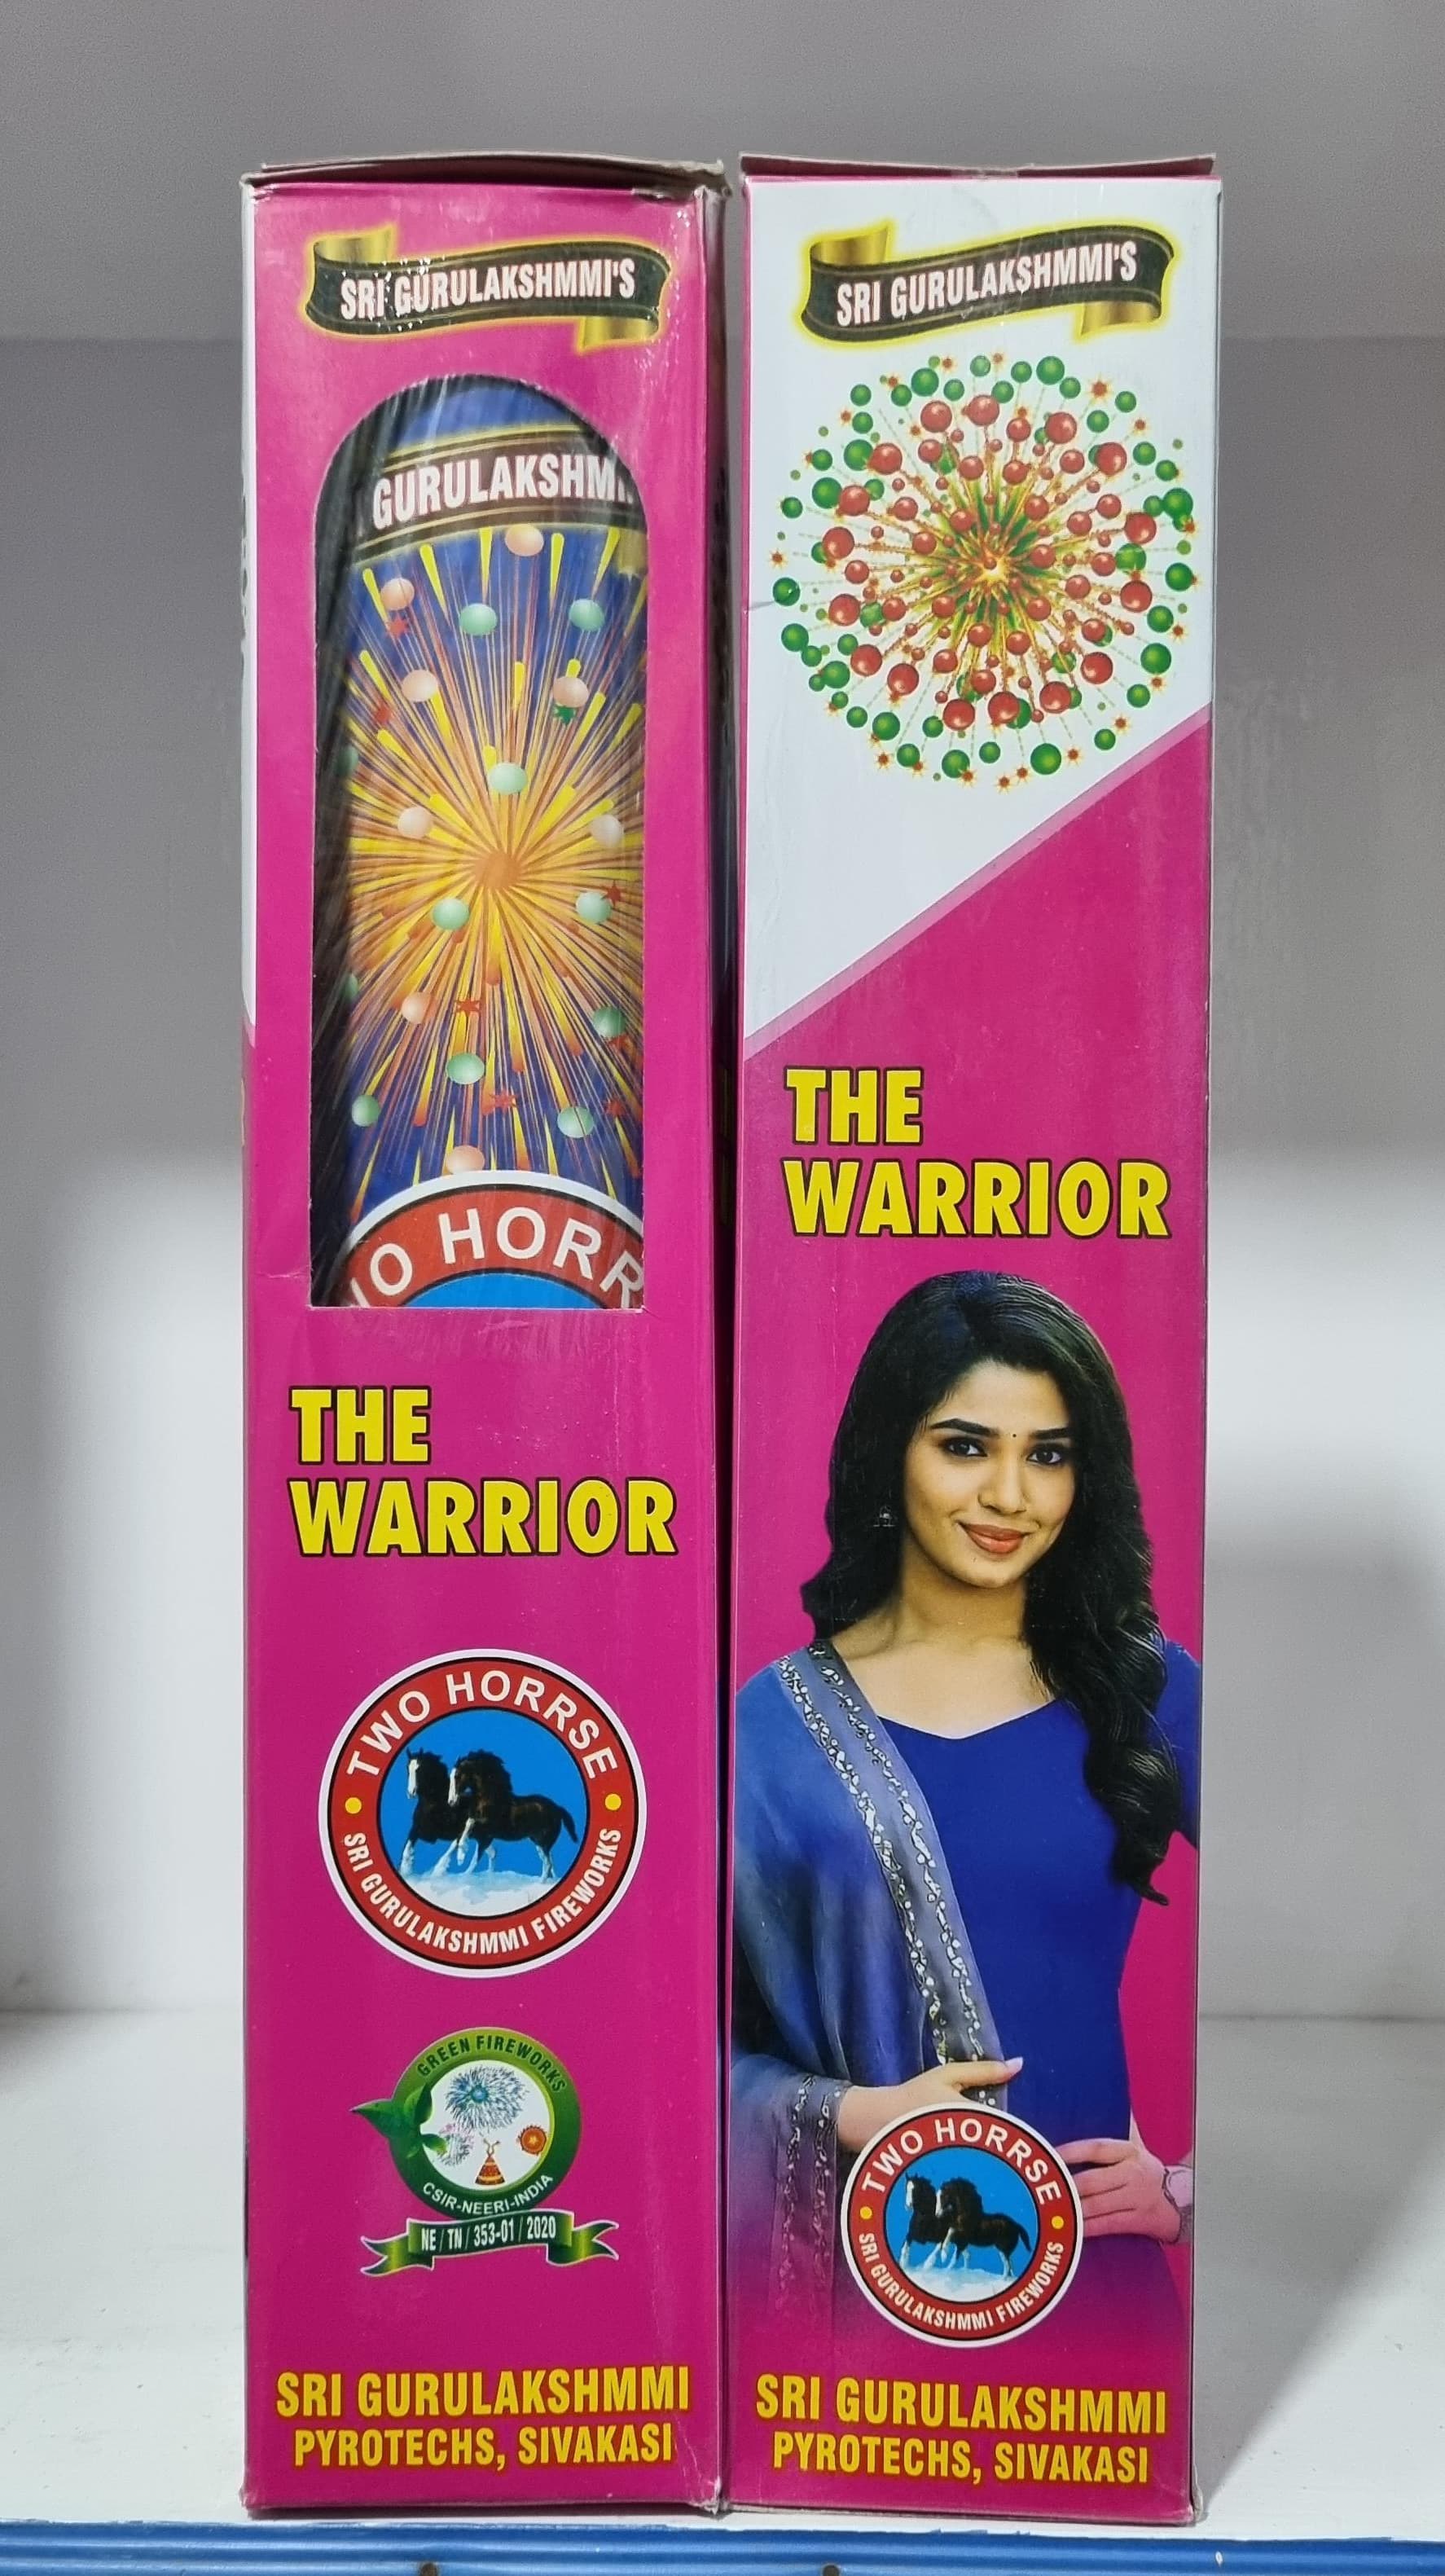 SRI GURULAKSHMMI'S
GURULAKSHM
HORR
THE
WARRIOR
TWO HORRSE
SRI GURULAKSHMMI FIREWORKS
GREEN FIREWORKS
CSIR-NEERI-INDIA
NE / TN / 353-01 / 2020
SRI GURULAKSHMMI
PYROTECHS, SIVAKASI
SRI GURULAKSHMMI'S
THE
WARRIOR
TWO HORRSE
SRI GURULAKSHMMI FIREWORKS
SRI GURULAKSHMMI
PYROTECHS, SIVAKASI